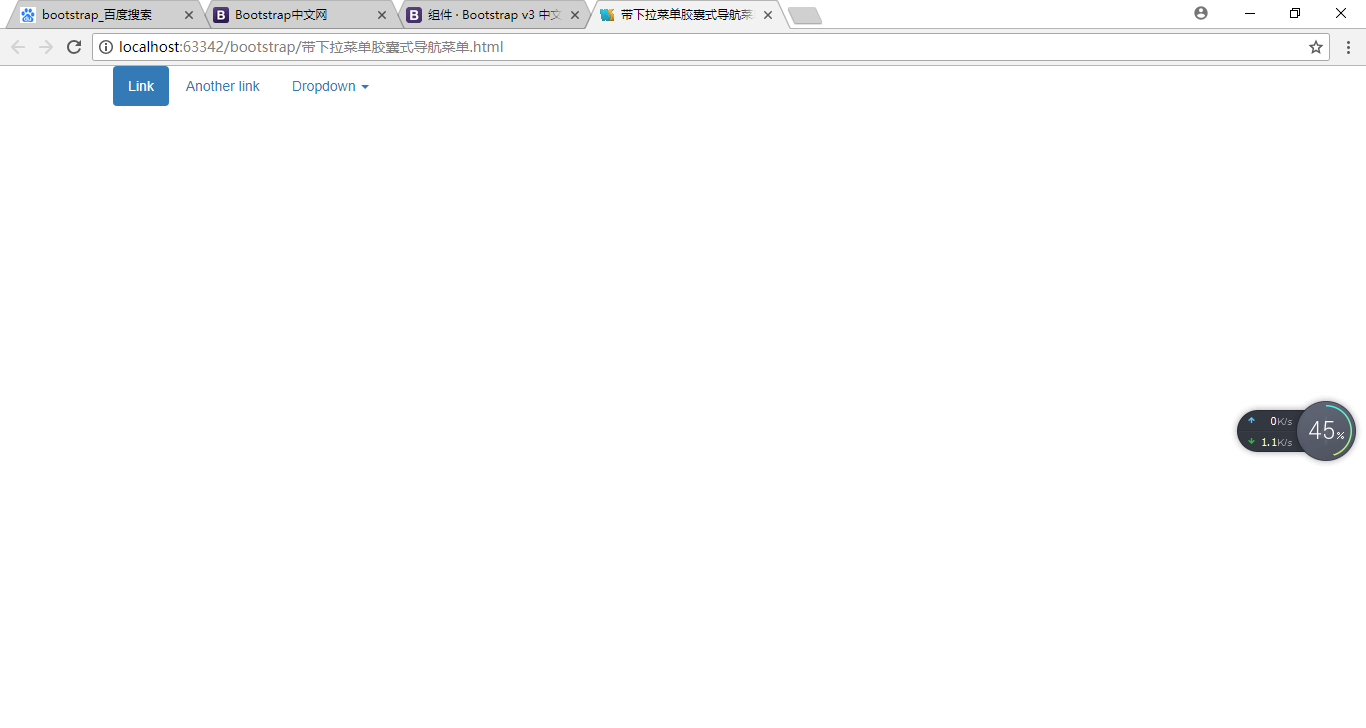 bootstrap_百度搜索
Bootstrap中文网
组件 · Bootstrap v3 中文
带下拉菜单胶囊式导航菜
localhost:63342/bootstrap/带下拉菜单胶囊式导航菜单.html
Link
Another link
Dropdown
0K/s
1.1K/s
45%